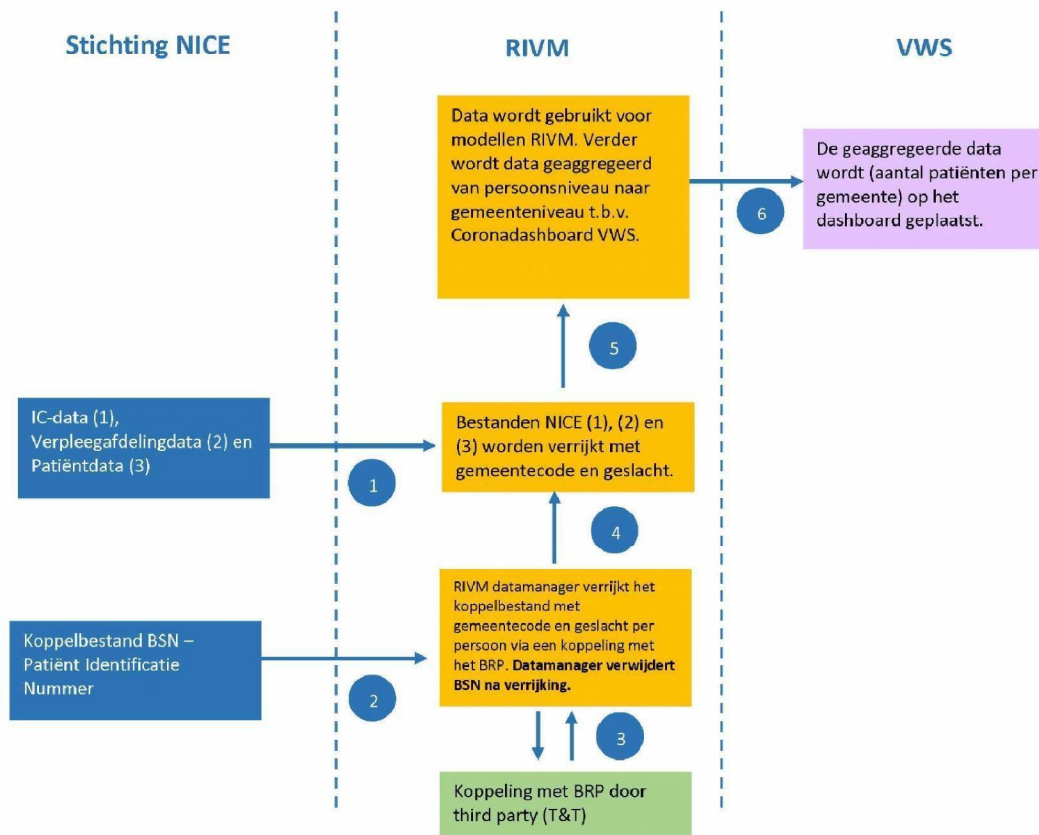 Stichting NICE
RIVM
VWS
Data wordt gebruikt voor
modellen RIVM. Verder
wordt data geaggregeerd
van persoonsniveau naar
gemeenteniveau t.b.v.
Coronadashboard VWS.
De geaggregeerde data
wordt (aantal patiënten per
gemeente) op het
dashboard geplaatst.
6
5
IC-data (1),
Verpleegafdelingdata (2) en
Patiëntdata (3)
1
Bestanden NICE (1), (2) en
(3) worden verrijkt met
gemeentecode en geslacht.
4
Koppelbestand BSN –
Patiënt Identificatie
Nummer
2
RIVM datamanager verrijkt het
koppelbestand met
gemeentecode en geslacht per
persoon via een koppeling met
het BRP. Datamanager verwijdert
BSN na verrijking.
3
Koppeling met BRP door
third party (T&T)